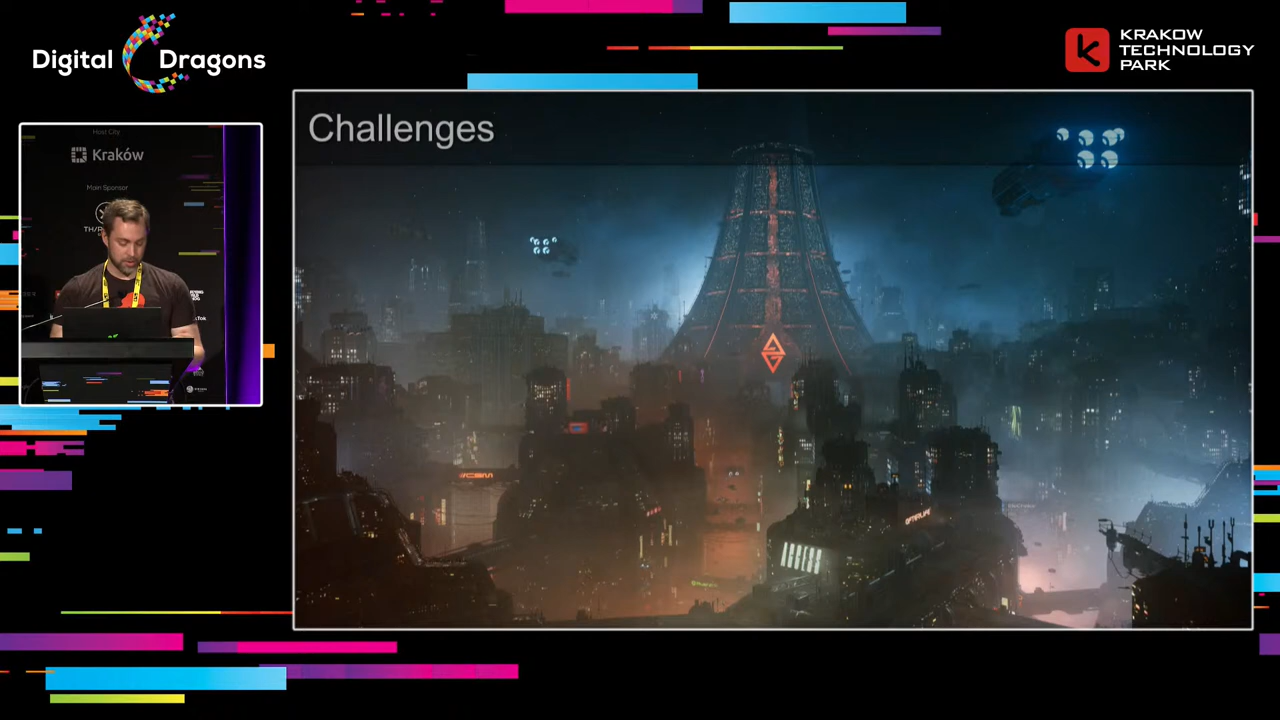 Digital Dragons
KRAKOW
TECHNOLOGY
PARK
Challenges
Host City
Kraków
Main Sponsor